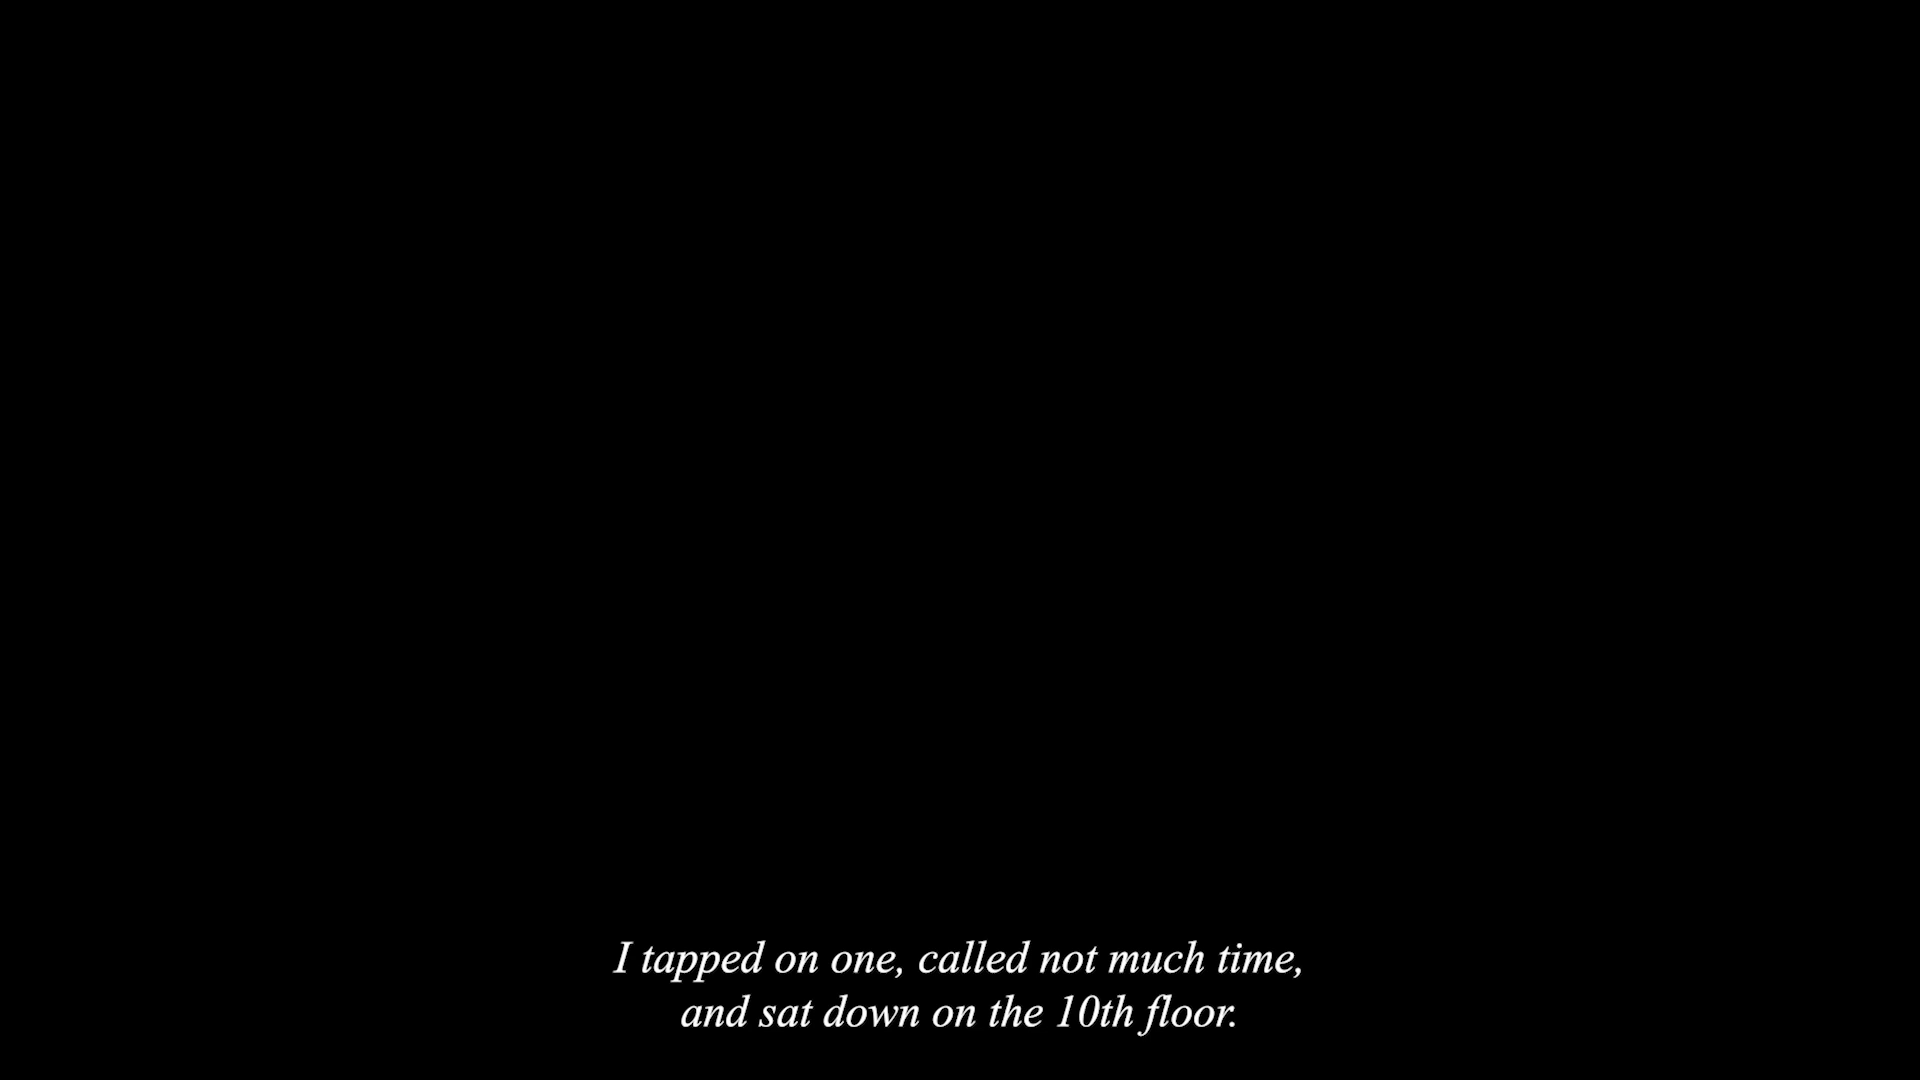 I tapped on one, called not much time,
and sat down on the 10th floor.